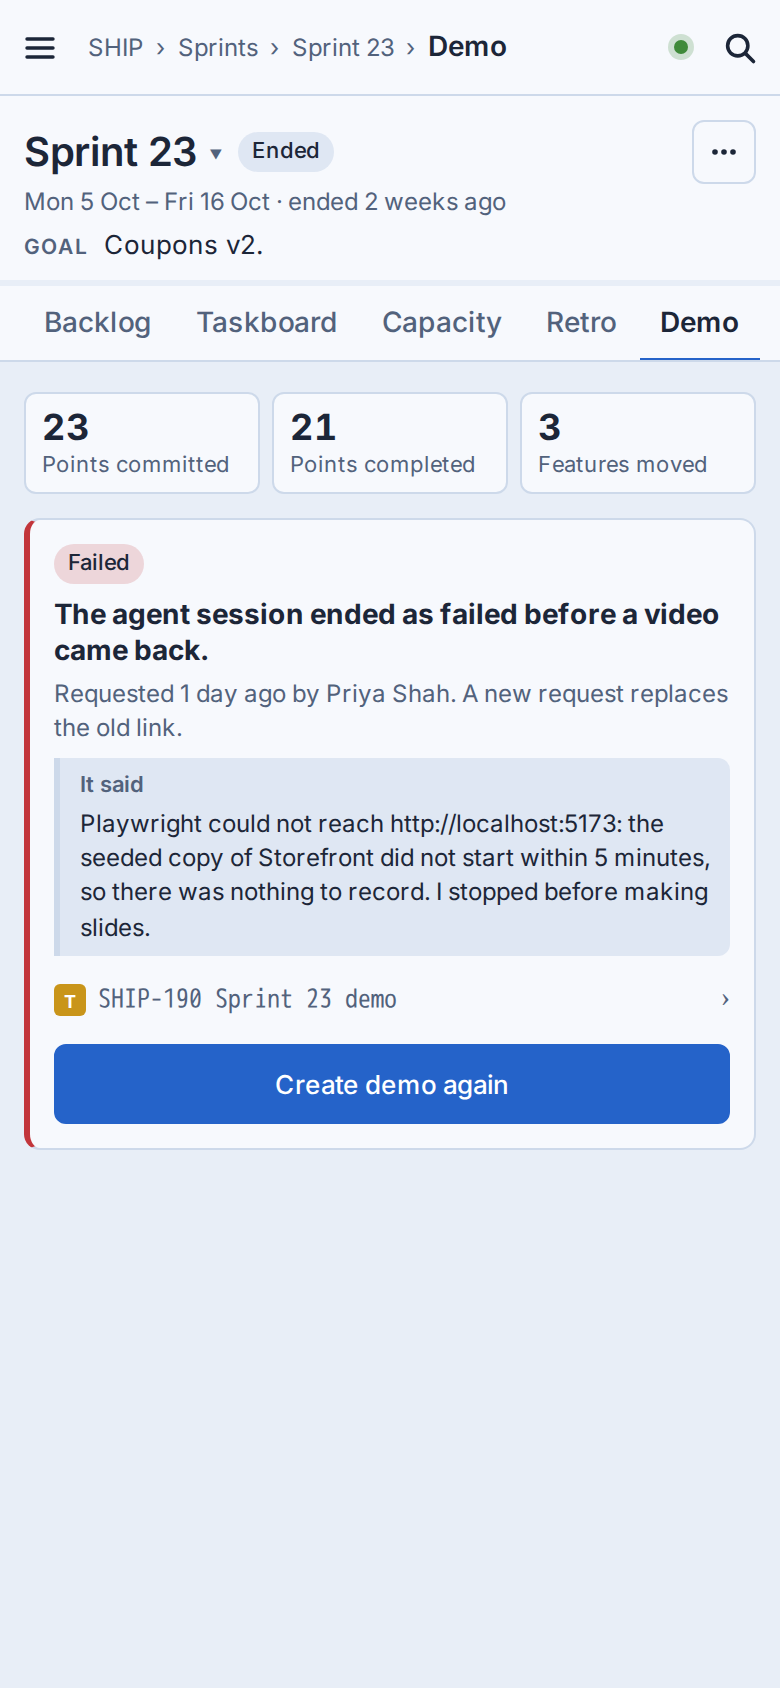 SHIP › Sprints › Sprint 23 › Demo
Sprint 23 ▾ Ended
Mon 5 Oct – Fri 16 Oct · ended 2 weeks ago
GOAL Coupons v2.
Backlog Taskboard Capacity Retro Demo
23 21 3
Points committed Points completed Features moved
Failed
The agent session ended as failed before a video
came back.
Requested 1 day ago by Priya Shah. A new request replaces
the old link.
It said
Playwright could not reach http://localhost:5173: the
seeded copy of Storefront did not start within 5 minutes,
so there was nothing to record. I stopped before making
slides.
T SHIP-190 Sprint 23 demo ›
Create demo again